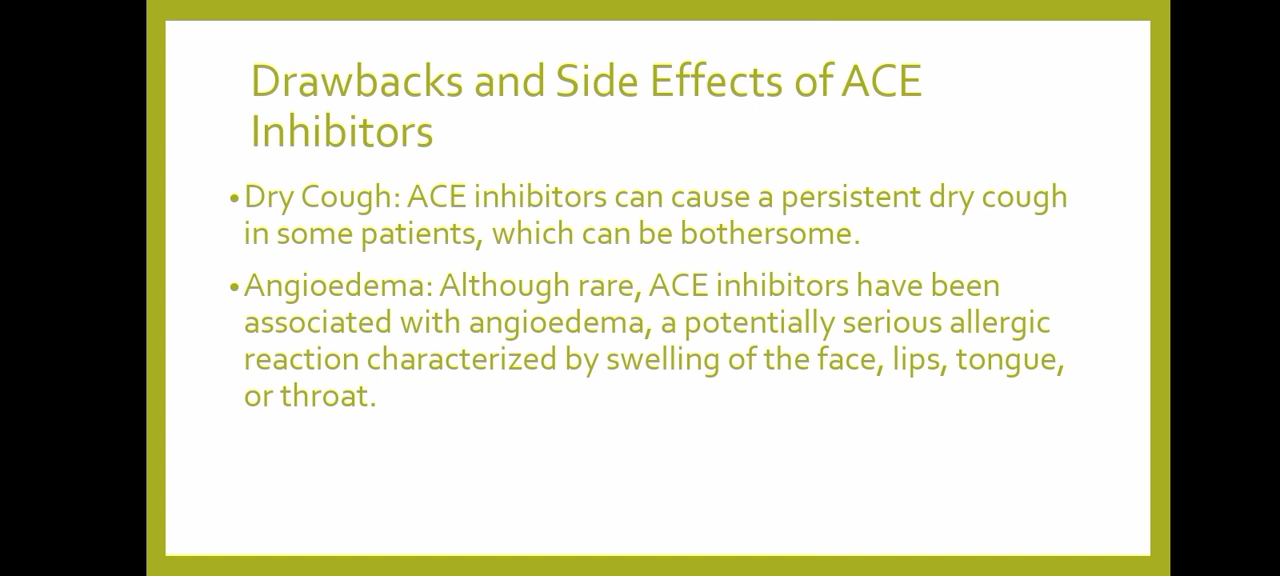 Drawbacks and Side Effects of ACE
Inhibitors
•Dry Cough: ACE inhibitors can cause a persistent dry cough
in some patients, which can be bothersome.
•Angioedema: Although rare, ACE inhibitors have been
associated with angioedema, a potentially serious allergic
reaction characterized by swelling of the face, lips, tongue,
or throat.